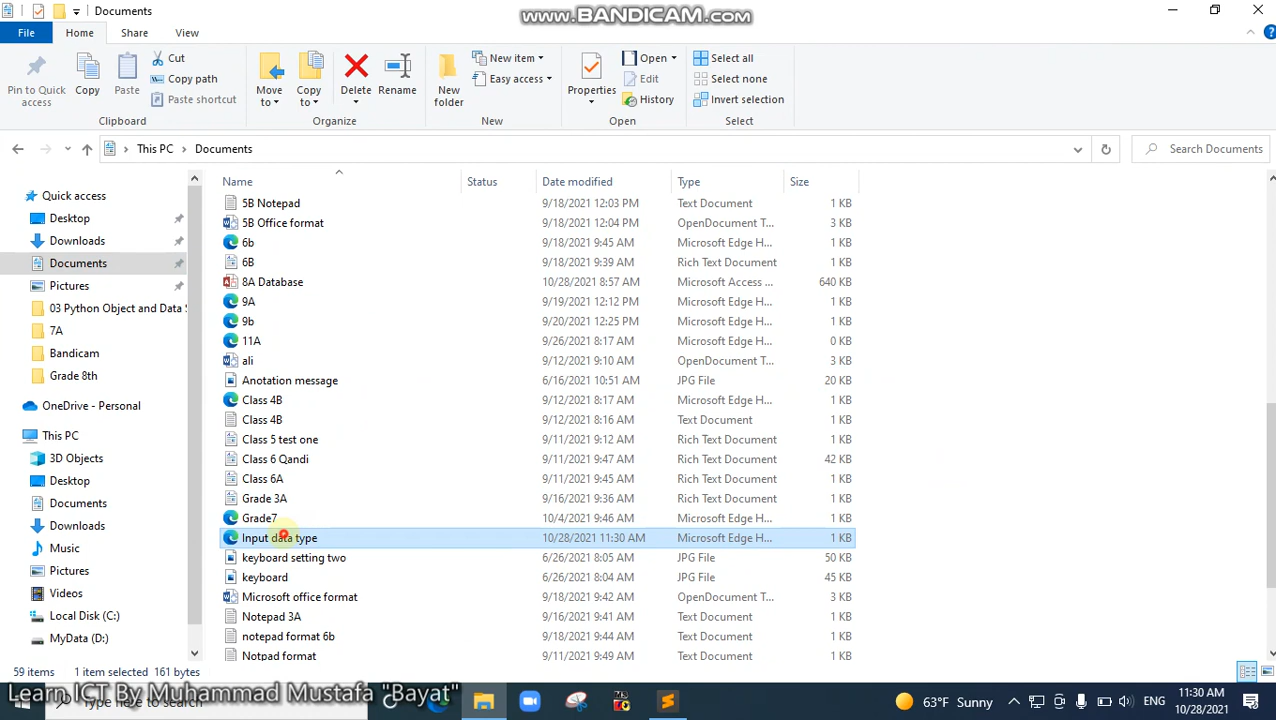 Documents
www.BANDICAM.com
File Home Share View
Pin to Quick access
Copy
Paste
Cut
Copy path
Paste shortcut
Clipboard
Move to
Copy to
Delete
Rename
Organize
New folder
New item
Easy access
New
Properties
Open
Edit
History
Open
Select all
Select none
Invert selection
Select
This PC > Documents
Search Documents
Quick access
Desktop
Downloads
Documents
Pictures
03 Python Object and Data S
7A
Bandicam
Grade 8th
OneDrive - Personal
This PC
3D Objects
Desktop
Documents
Downloads
Music
Pictures
Videos
Local Disk (C:)
MyData (D:)
Name Status Date modified Type Size
5B Notepad 9/18/2021 12:03 PM Text Document 1 KB
5B Office format 9/18/2021 12:04 PM OpenDocument T... 3 KB
6b 9/18/2021 9:45 AM Microsoft Edge H... 1 KB
6B 9/18/2021 9:39 AM Rich Text Document 1 KB
8A Database 10/28/2021 8:57 AM Microsoft Access ... 640 KB
9A 9/19/2021 12:12 PM Microsoft Edge H... 1 KB
9b 9/20/2021 12:25 PM Microsoft Edge H... 1 KB
11A 9/26/2021 8:17 AM Microsoft Edge H... 0 KB
ali 9/12/2021 9:10 AM OpenDocument T... 3 KB
Anotation message 6/16/2021 10:51 AM JPG File 20 KB
Class 4B 9/12/2021 8:17 AM Microsoft Edge H... 1 KB
Class 4B 9/12/2021 8:16 AM Text Document 1 KB
Class 5 test one 9/11/2021 9:12 AM Rich Text Document 1 KB
Class 6 Qandi 9/11/2021 9:47 AM Rich Text Document 42 KB
Class 6A 9/11/2021 9:45 AM Rich Text Document 1 KB
Grade 3A 9/16/2021 9:36 AM Rich Text Document 1 KB
Grade7 10/4/2021 9:46 AM Microsoft Edge H... 1 KB
Input data type 10/28/2021 11:30 AM Microsoft Edge H... 1 KB
keyboard setting two 6/26/2021 8:05 AM JPG File 50 KB
keyboard 6/26/2021 8:04 AM JPG File 45 KB
Microsoft office format 9/18/2021 9:42 AM OpenDocument T... 3 KB
Notepad 3A 9/16/2021 9:41 AM Text Document 1 KB
notepad format 6b 9/18/2021 9:44 AM Text Document 1 KB
Notpad format 9/11/2021 9:49 AM Text Document 1 KB
59 items 1 item selected 161 bytes
Learn ICT By Muhammad Mustafa "Bayat"
Type here to search
63°F Sunny
ENG
11:30 AM
10/28/2021